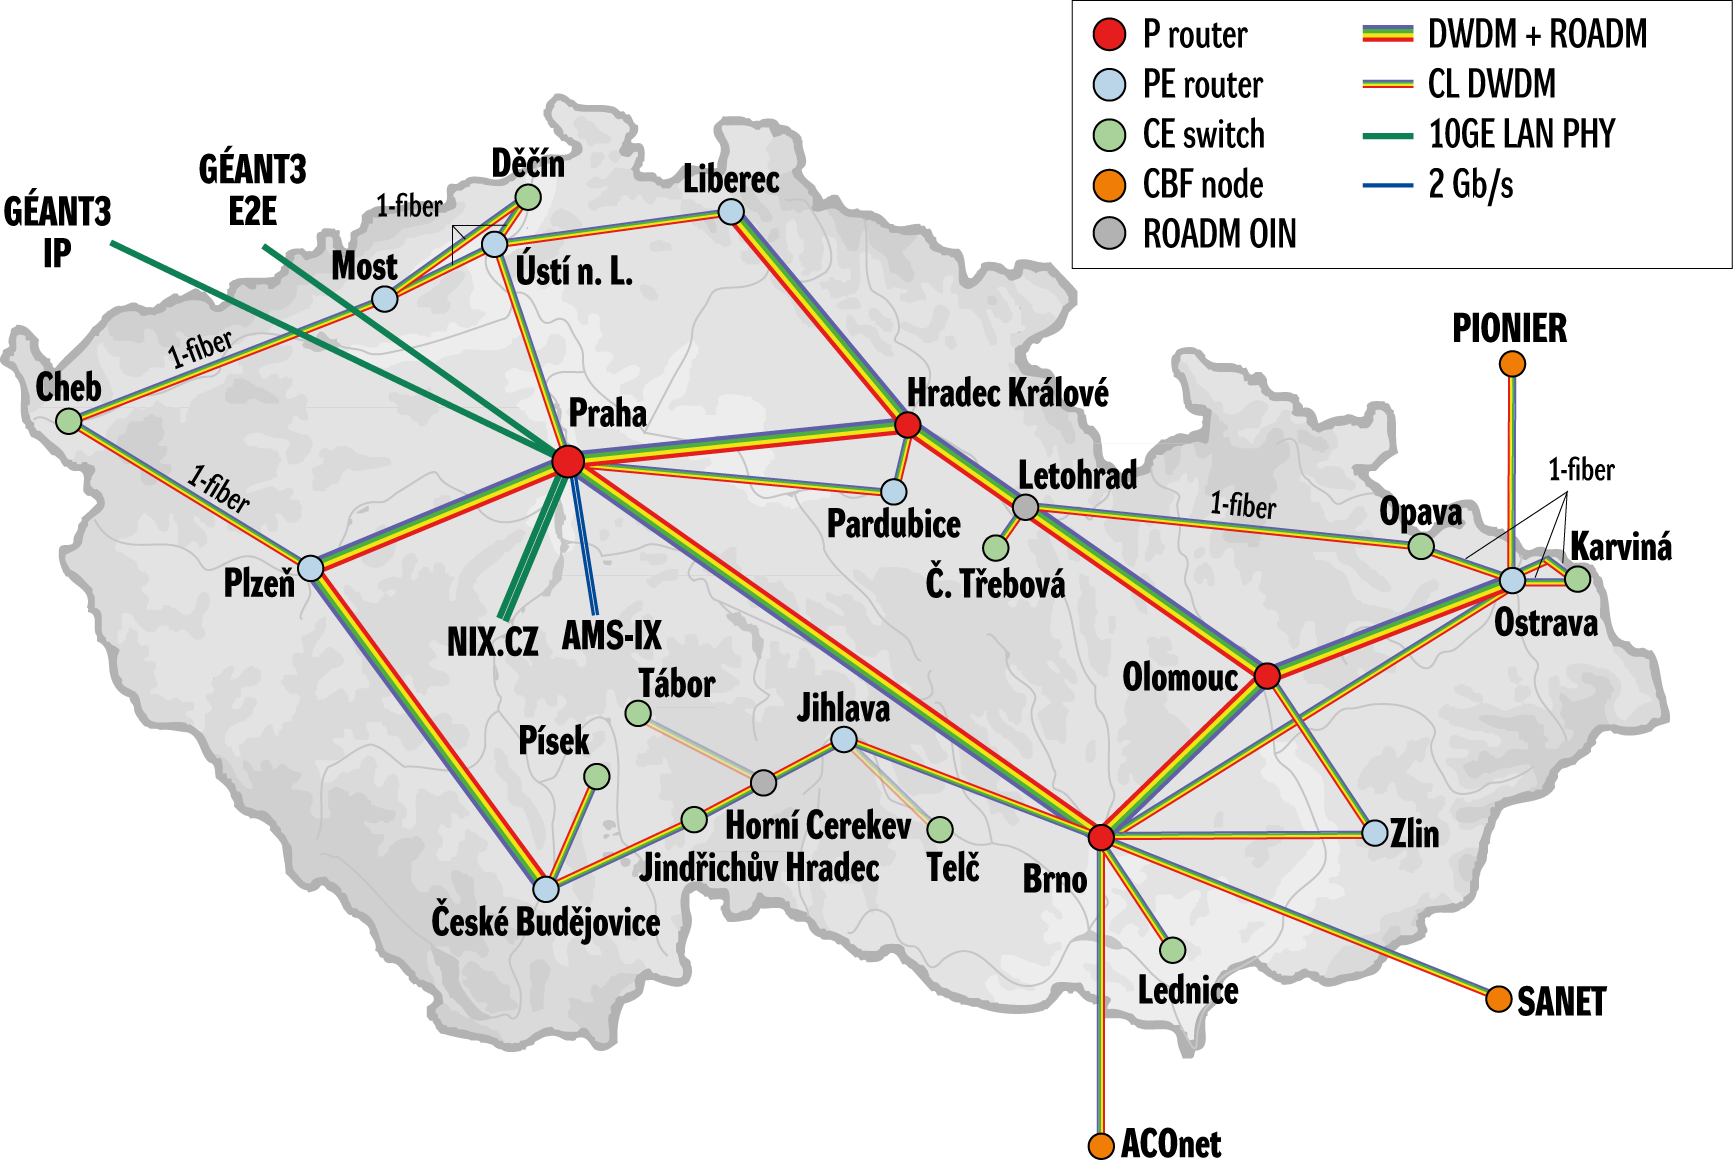 P router
DWDM + ROADM
PE router
CL DWDM
CE switch
10GE LAN PHY
CBF node
2 Gb/s
ROADM OIN
GÉANT3
IP
GÉANT3
E2E
Děčín
1-fiber
Liberec
Most
Ústí n. L.
1-fiber
Cheb
Praha
Hradec Králové
PIONIER
1-fiber
Letohrad
1-fiber
Opava
1-fiber
Karviná
Pardubice
Č. Třebová
Plzeň
NIX.CZ
AMS-IX
Ostrava
Olomouc
Tábor
Jihlava
Písek
Horní Cerekev
Jindřichův Hradec
Telč
Brno
Zlin
České Budějovice
Lednice
SANET
ACOnet